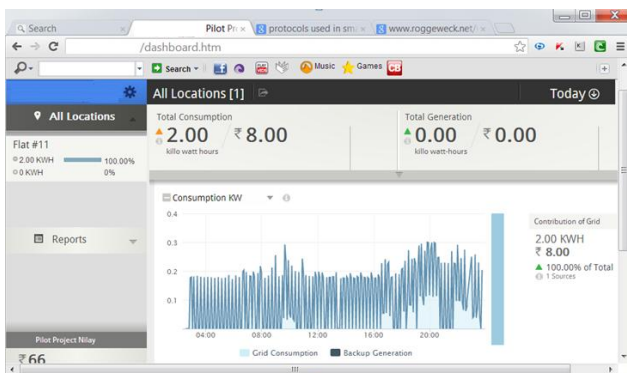 Search
Pilot Pr
protocols used in sm
www.roggeweck.net/
/dashboard.htm
Search
Music
Games
CB
All Locations
All Locations [1]
Today
Flat #11
2.00 KWH
100.00%
0 KWH
0%
Reports
Pilot Project Nilay
₹ 66
Total Consumption
2.00
₹ 8.00
killo watt hours
Total Generation
0.00
₹ 0.00
killo watt-hours
Consumption KW
0.4
0.3
0.2
0.1
04:00
08:00
12:00
16:00
20:00
Grid Consumption
Backup Generation
Contribution of Grid
2.00 KWH
₹ 8.00
100.00% of Total
1 Sources